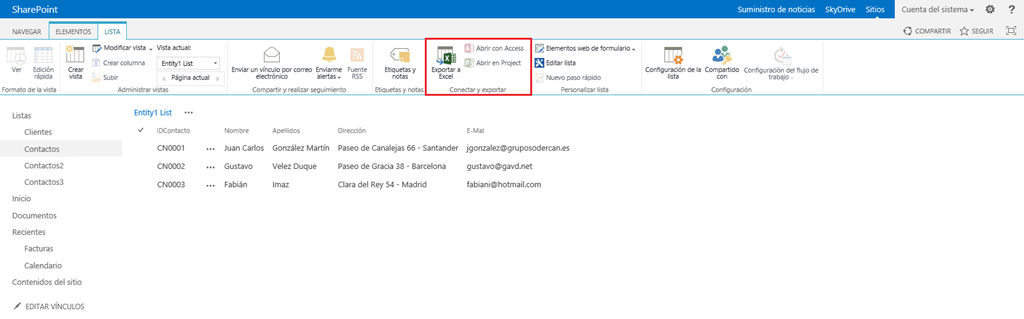 SharePoint
Suministro de noticias SkyDrive Sitios Cuenta del sistema ?
NAVEGAR ELEMENTOS LISTA COMPARTIR SEGUIR
Ver
Edición rápida
Formato de la vista
Crear vista
Modificar vista
Crear columna
Subir
Vista actual:
Entity1 List
Página actual
Administrar vistas
Enviar un vínculo por correo electrónico
Enviarme alertas
Fuente RSS
Compartir y realizar seguimiento
Etiquetas y notas
Etiquetas y notas
Exportar a Excel
Abrir con Access
Abrir en Project
Conectar y exportar
Elementos web de formulario
Editar lista
Nuevo paso rápido
Personalizar lista
Configuración de la lista
Compartido con
Configuración del flujo de trabajo
Configuración
Listas
Clientes
Contactos
Contactos2
Contactos3
Inicio
Documentos
Recientes
Facturas
Calendario
Contenidos del sitio
EDITAR VÍNCULOS
Entity1 List ...
IDContacto Nombre Apellidos Dirección E-Mal
CN0001 ... Juan Carlos González Martín Paseo de Canalejas 66 - Santander jgonzalez@gruposodercan.es
CN0002 ... Gustavo Velez Duque Paseo de Gracia 38 - Barcelona gustavo@gavd.net
CN0003 ... Fabián Imaz Clara del Rey 54 - Madrid fabiani@hotmail.com